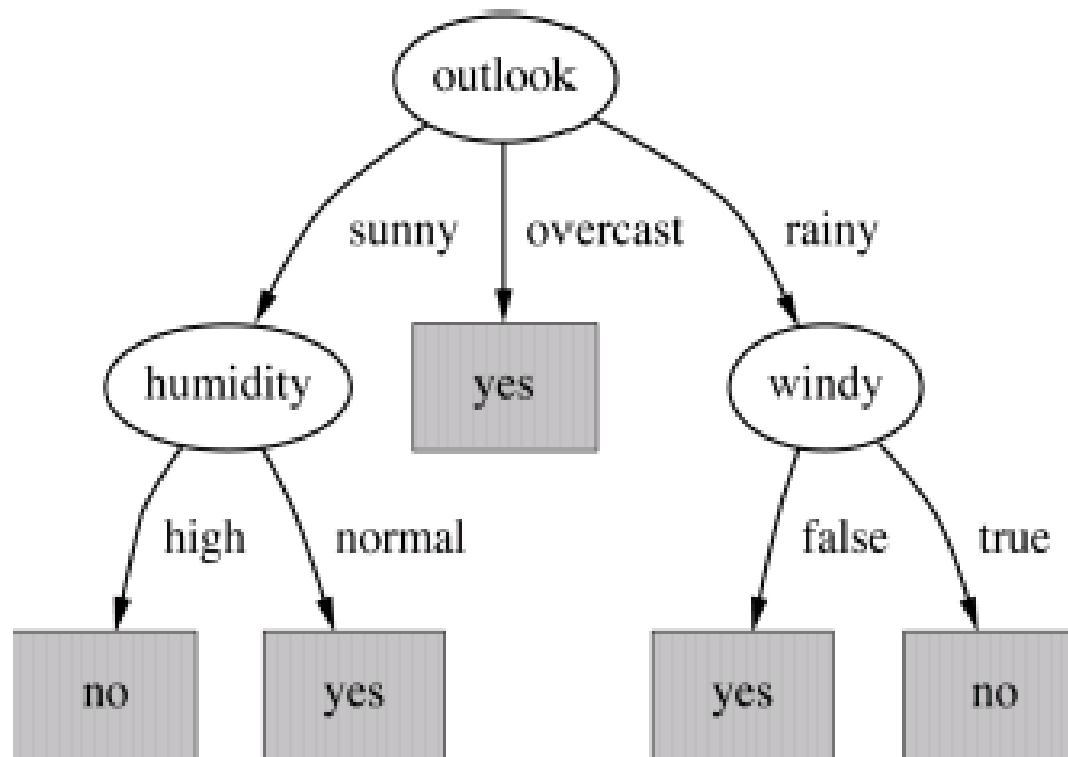 outlook
sunny overcast rainy
humidity yes windy
high normal false true
no yes yes no